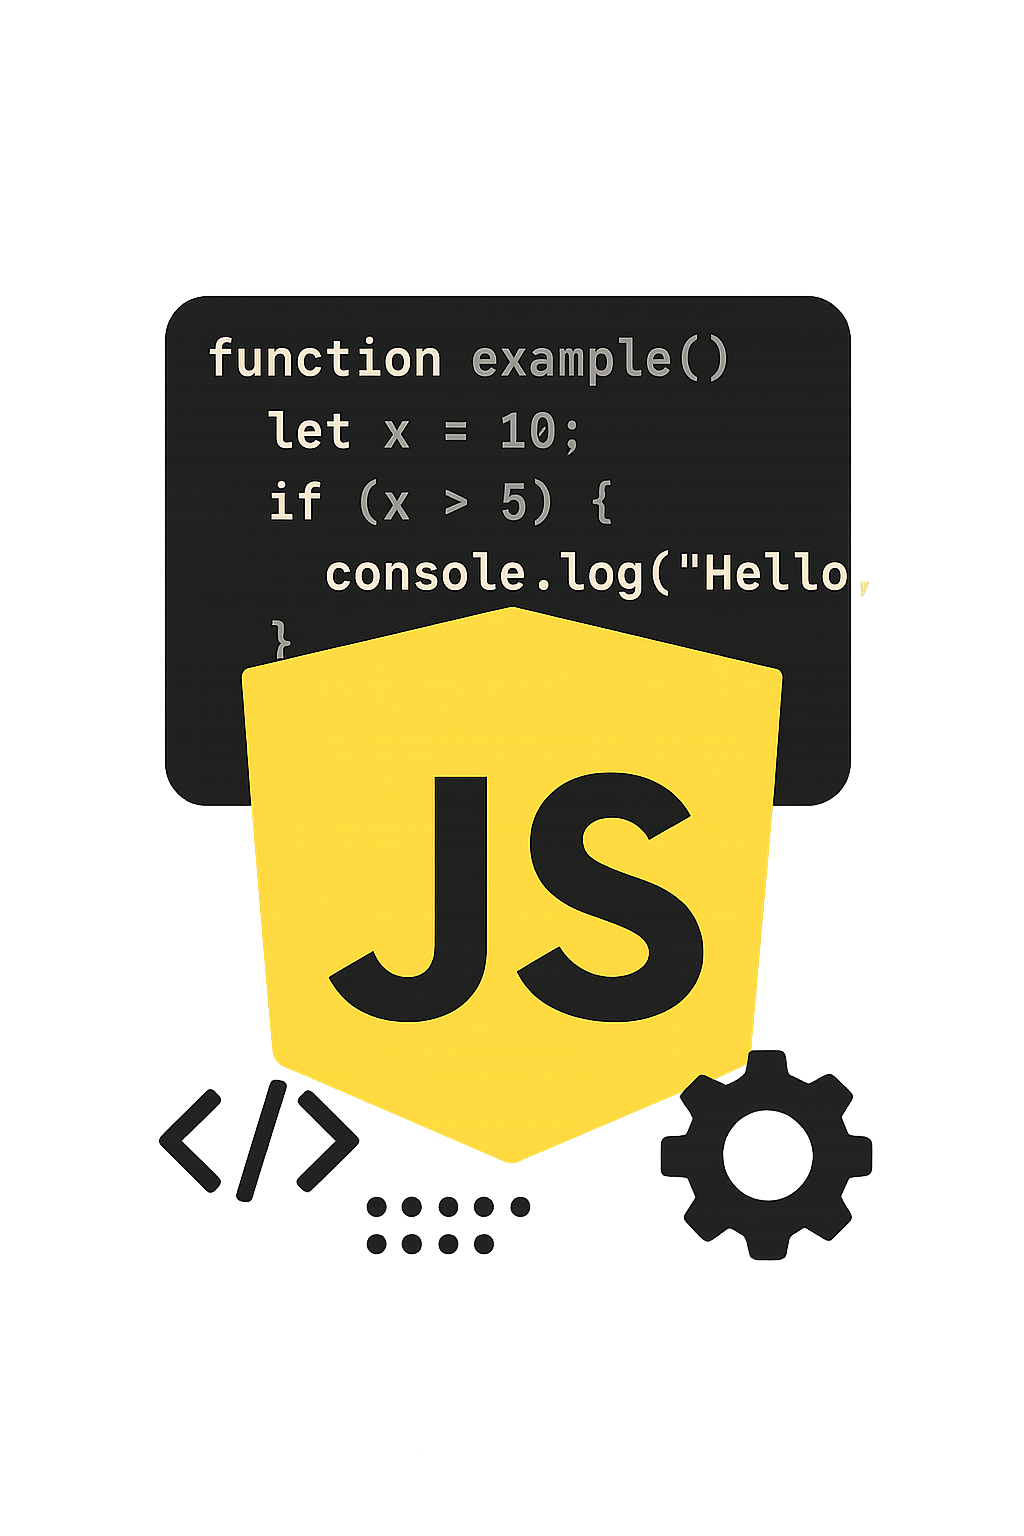 function example()
let x = 10;
if (x > 5) {
console.log("Hello,
}
JS
</>